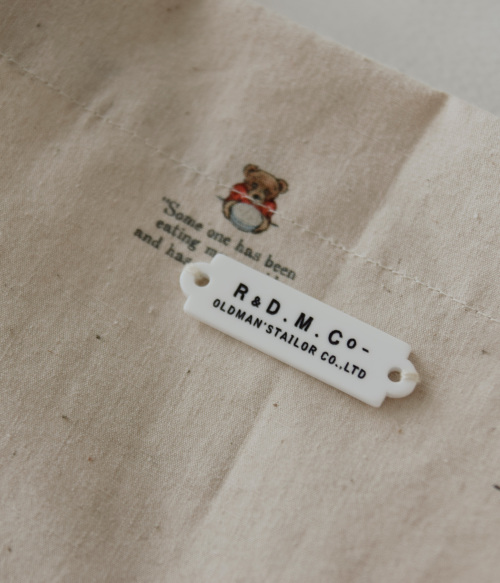 "Some one has been
eating m
and has
R&D.M.Co-
OLDMAN'STAILOR CO.,LTD